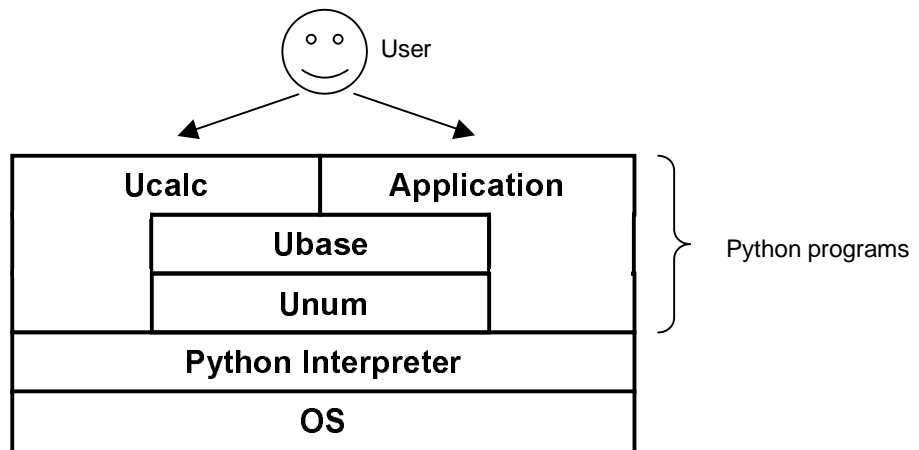 User
Ucalc
Application
Ubase
Python programs
Unum
Python Interpreter
OS